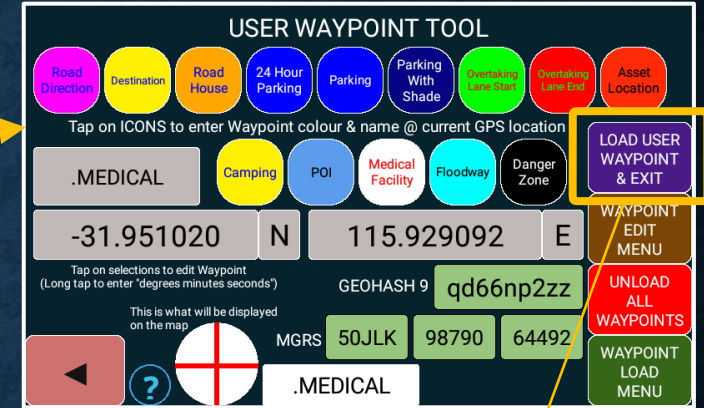 USER WAYPOINT TOOL
Road
Direction
Destination
Road
House
24 Hour
Parking
Parking
Parking
With
Shade
Overtaking
Lane Start
Overtaking
Lane End
Asset
Location
Tap on ICONS to enter Waypoint colour & name @ current GPS location
LOAD USER
WAYPOINT
& EXIT
.MEDICAL
Camping
POI
Medical
Facility
Floodway
Danger
Zone
-31.951020
N
115.929092
E
WAYPOINT
EDIT
MENU
Tap on selections to edit Waypoint
(Long tap to enter "degrees minutes seconds")
GEOHASH 9
qd66np2zz
UNLOAD
ALL
WAYPOINTS
This is what will be displayed
on the map
MGRS
50JLK
98790
64492
WAYPOINT
LOAD
MENU
?
.MEDICAL